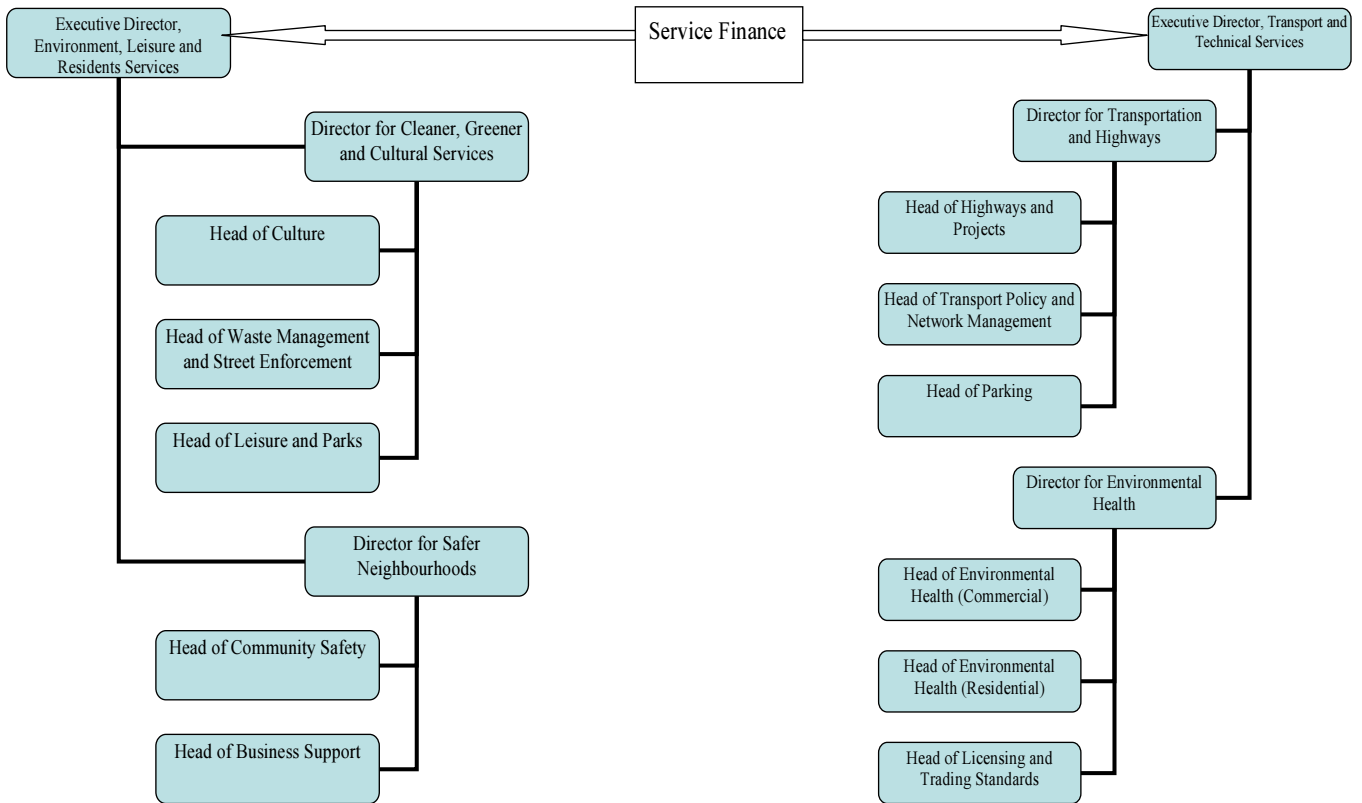 Executive Director,
Environment, Leisure and
Residents Services
Service Finance
Executive Director, Transport and
Technical Services
Director for Cleaner, Greener
and Cultural Services
Head of Culture
Head of Waste Management
and Street Enforcement
Head of Leisure and Parks
Director for Safer
Neighbourhoods
Head of Community Safety
Head of Business Support
Director for Transportation
and Highways
Head of Highways and
Projects
Head of Transport Policy and
Network Management
Head of Parking
Director for Environmental
Health
Head of Environmental
Health (Commercial)
Head of Environmental
Health (Residential)
Head of Licensing and
Trading Standards